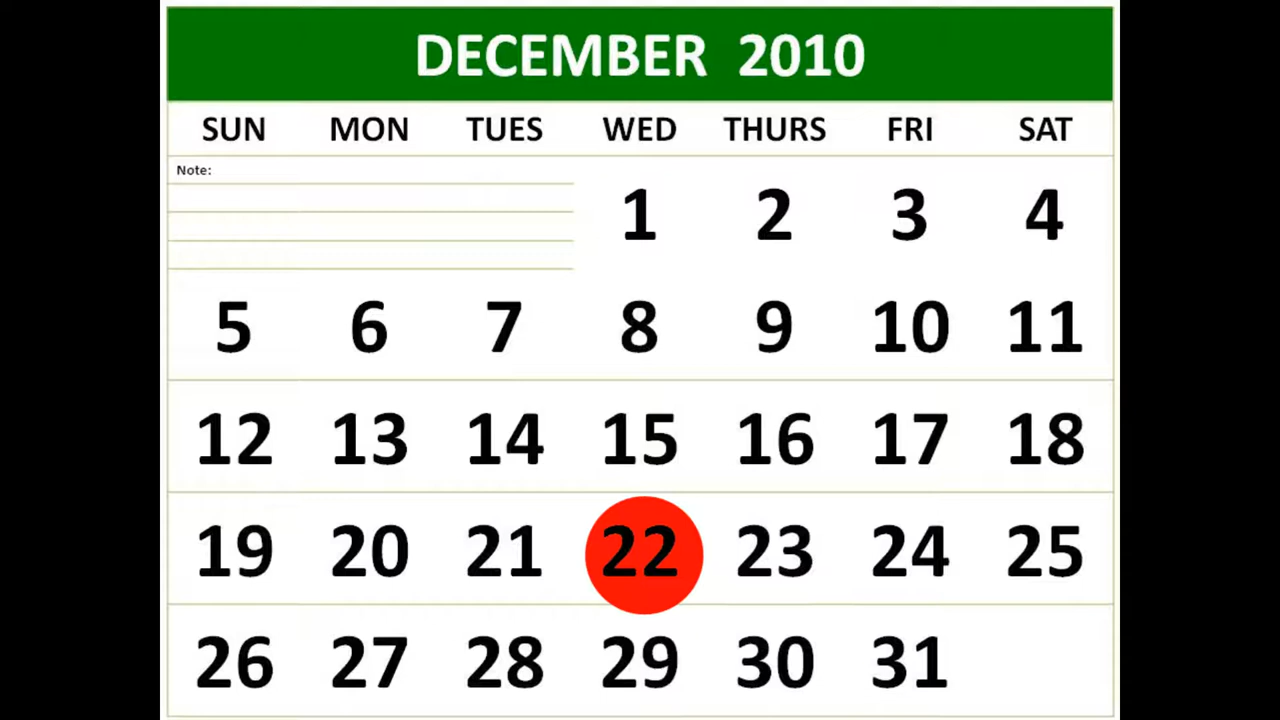 DECEMBER 2010
SUN MON TUES WED THURS FRI SAT
Note:
1 2 3 4
5 6 7 8 9 10 11
12 13 14 15 16 17 18
19 20 21 22 23 24 25
26 27 28 29 30 31